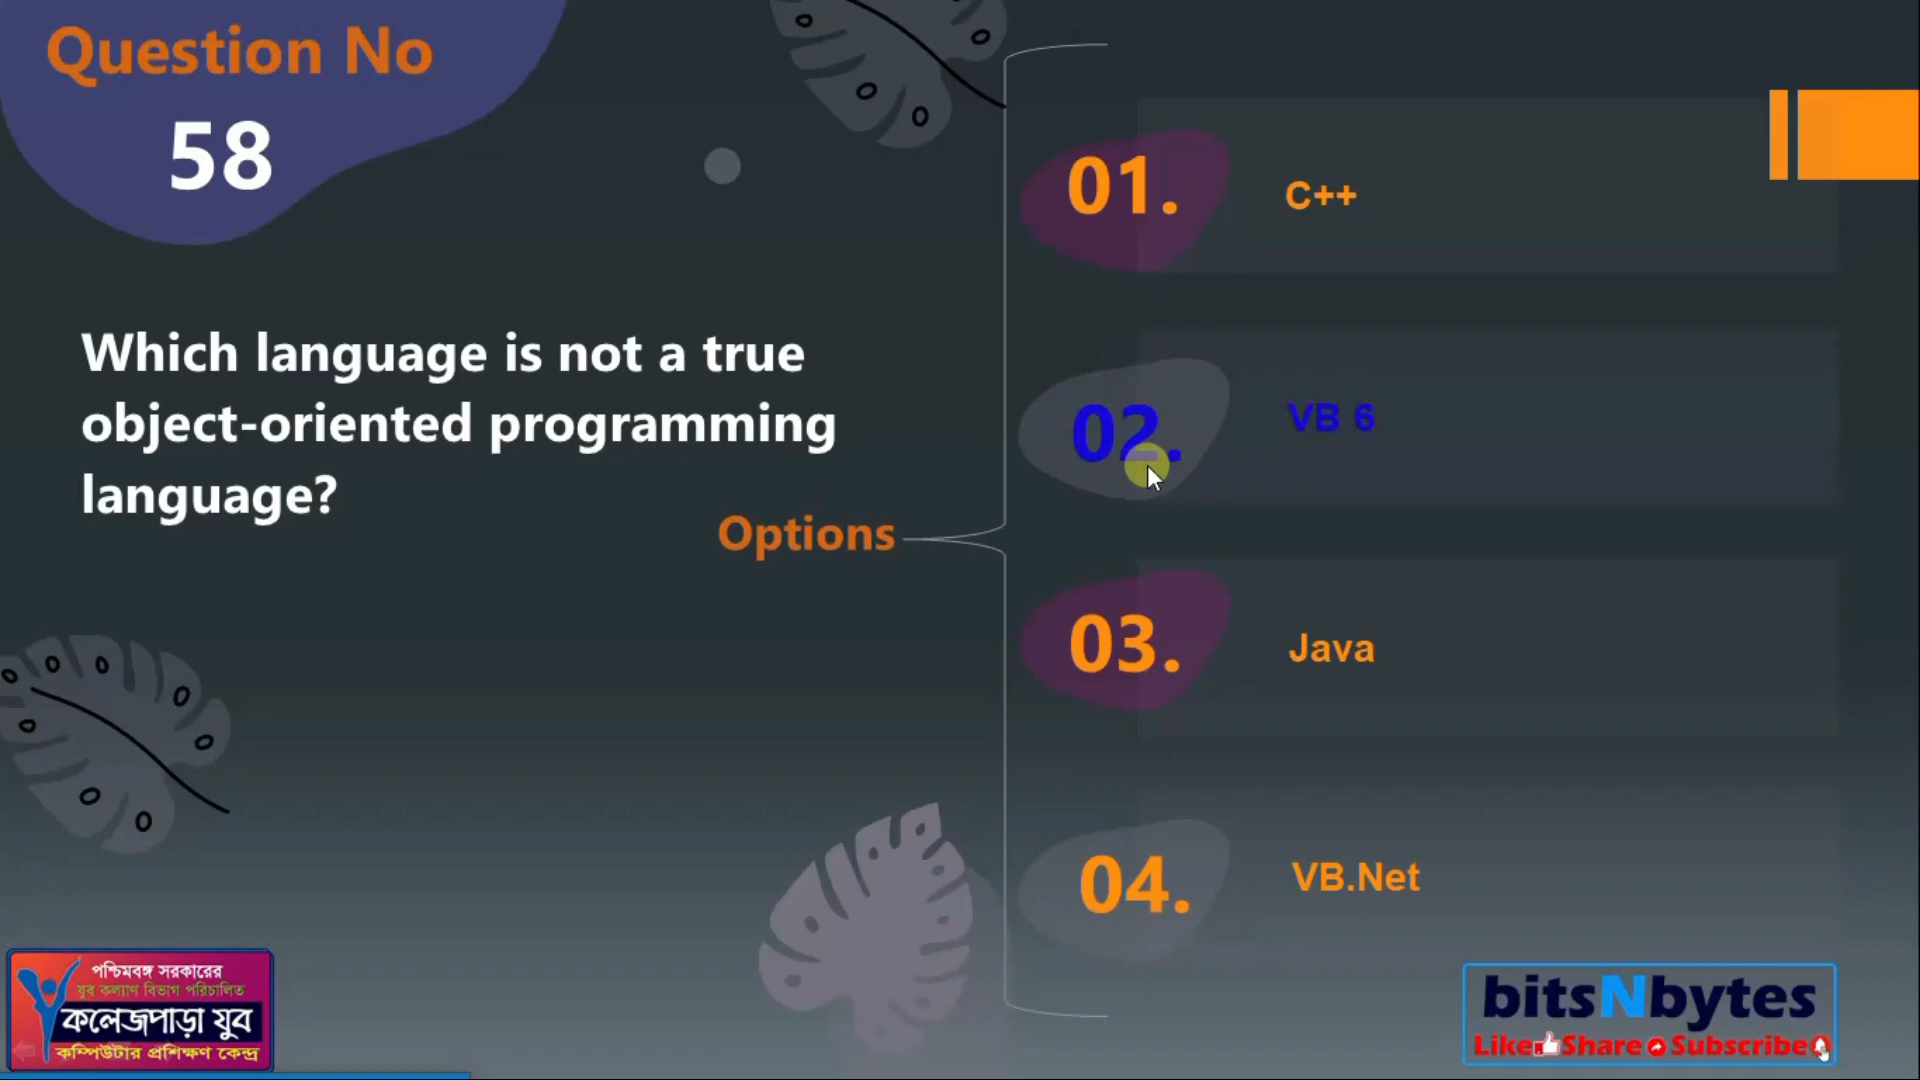 Question No
58
Which language is not a true
object-oriented programming
language?
Options
01.
C++
02.
VB 6
03.
Java
04.
VB.Net
পশ্চিমবঙ্গ সরকারের
যুব কল্যাণ বিভাগ পরিচালিত
কলেজপাড়া যুব
কম্পিউটার প্রশিক্ষণ কেন্দ্র
bitsNbytes
Like Share Subscribe